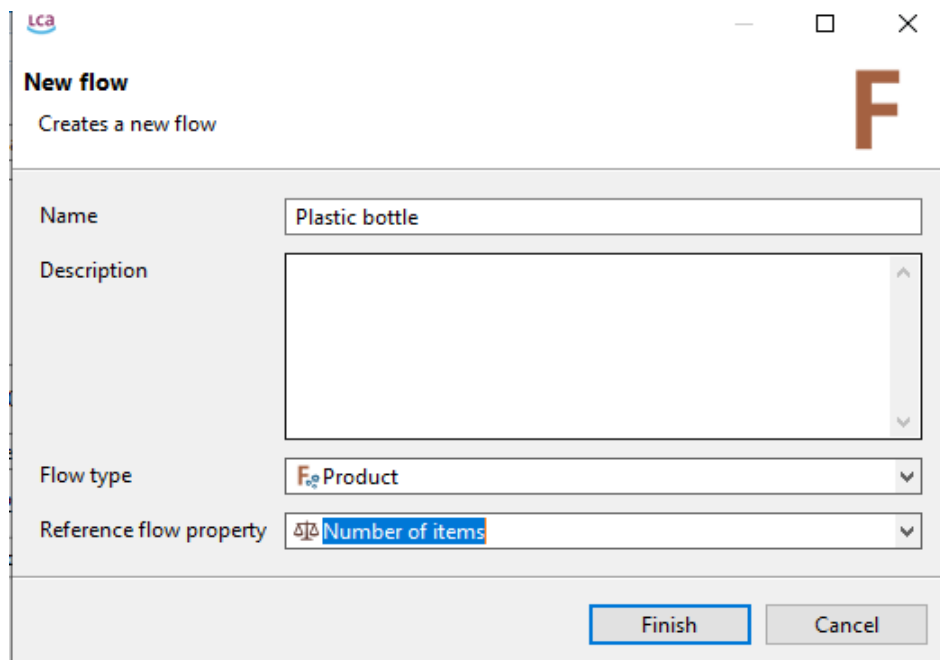 LCA
New flow
Creates a new flow
F
Name
Plastic bottle
Description
Flow type
F Product
Reference flow property
Number of items
Finish
Cancel